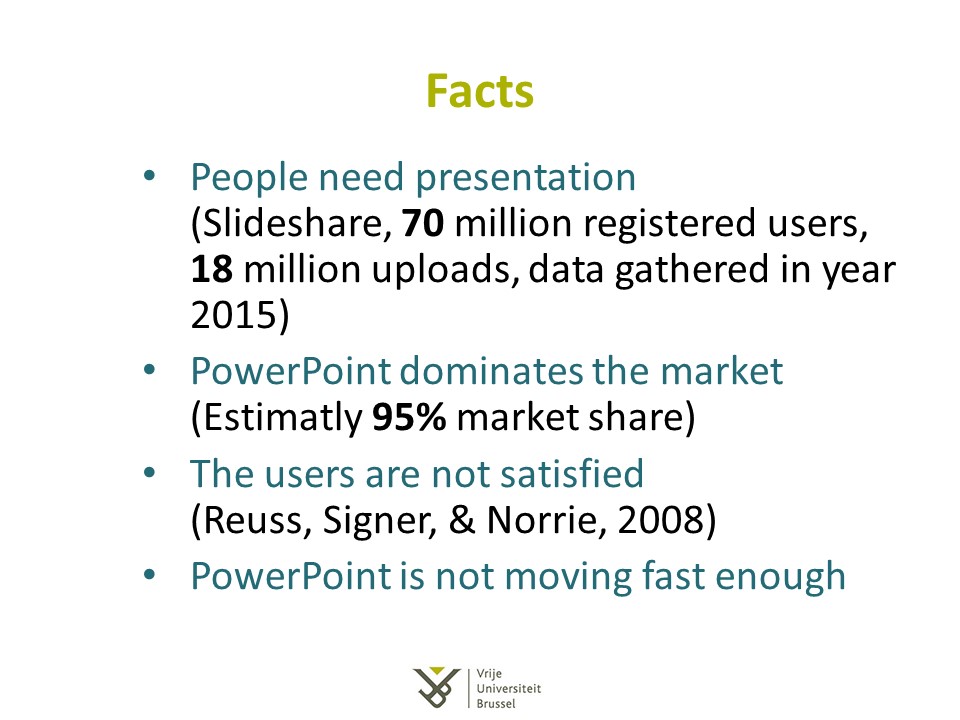 Facts
• People need presentation
(Slideshare, 70 million registered users,
18 million uploads, data gathered in year
2015)
• PowerPoint dominates the market
(Estimatly 95% market share)
• The users are not satisfied
(Reuss, Signer, & Norrie, 2008)
• PowerPoint is not moving fast enough
Vrije
Universiteit
Brussel